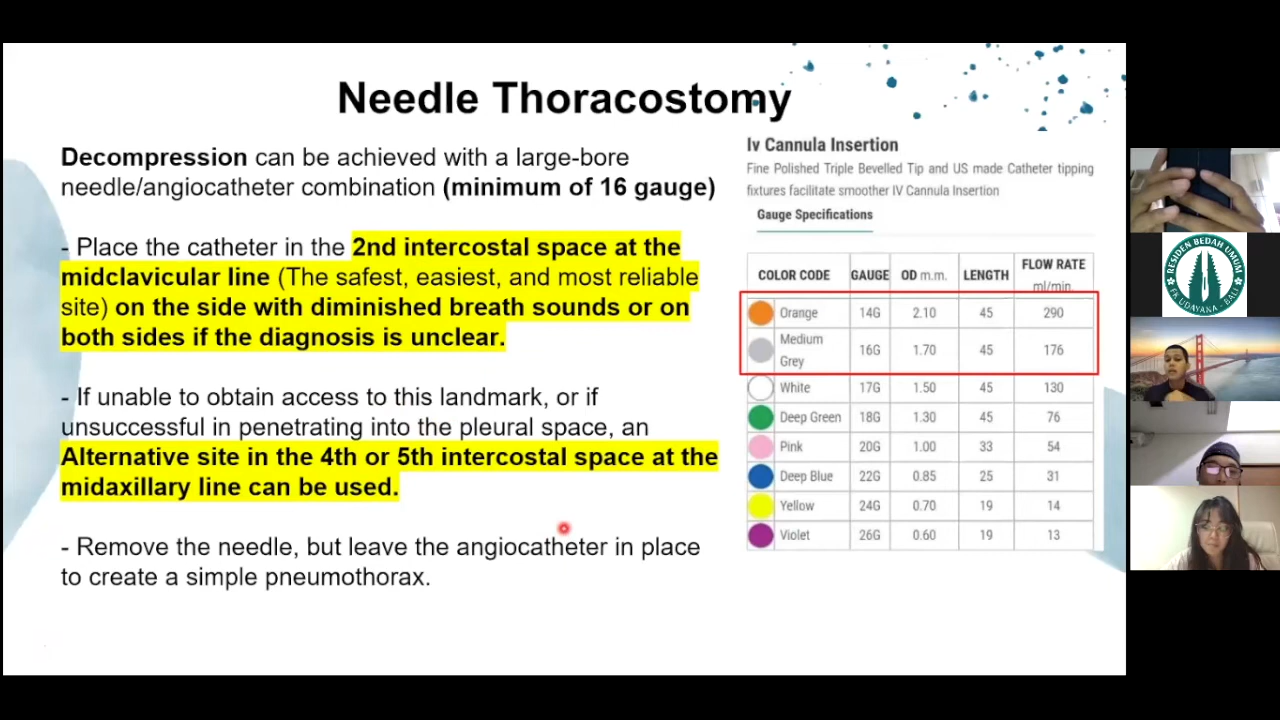 Needle Thoracostomy
Decompression can be achieved with a large-bore
needle/angiocatheter combination (minimum of 16 gauge)
- Place the catheter in the 2nd intercostal space at the
midclavicular line (The safest, easiest, and most reliable
site) on the side with diminished breath sounds or on
both sides if the diagnosis is unclear.
- If unable to obtain access to this landmark, or if
unsuccessful in penetrating into the pleural space, an
Alternative site in the 4th or 5th intercostal space at the
midaxillary line can be used.
- Remove the needle, but leave the angiocatheter in place
to create a simple pneumothorax.
Iv Cannula Insertion
Fine Polished Triple Bevelled Tip and US made Catheter tipping
fixtures facilitate smoother IV Cannula Insertion
Gauge Specifications
COLOR CODE GAUGE OD m.m. LENGTH FLOW RATE ml/min.
Orange 14G 2.10 45 290
Medium Grey 16G 1.70 45 176
White 17G 1.50 45 130
Deep Green 18G 1.30 45 76
Pink 20G 1.00 33 54
Deep Blue 22G 0.85 25 31
Yellow 24G 0.70 19 14
Violet 26G 0.60 19 13
RESIDEN BEDAH UMUM
FK UDAYANA - BALI